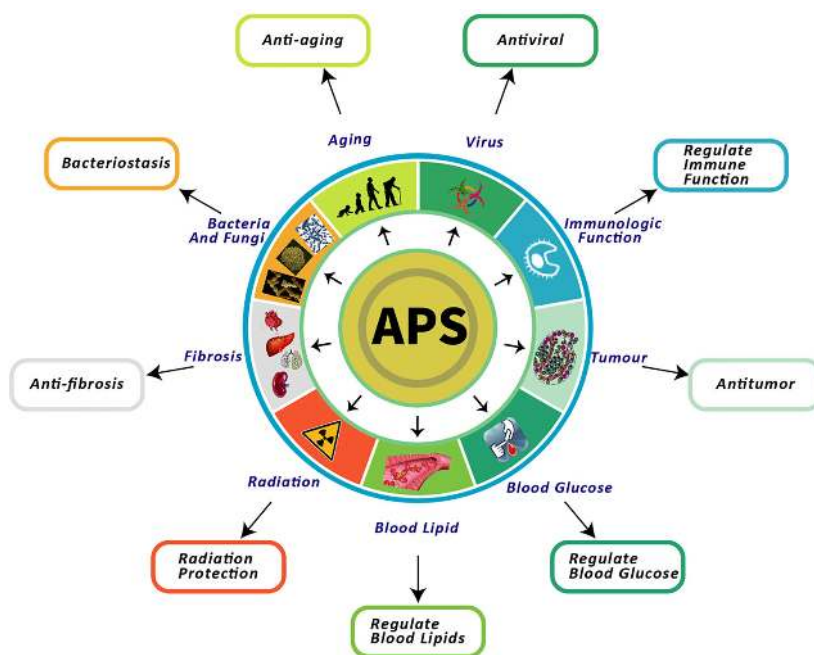 Anti-aging
Antiviral
Aging
Virus
Bacteriostasis
Regulate
Immune
Function
Bacteria
And Fungi
Immunologic
Function
APS
Fibrosis
Tumour
Anti-fibrosis
Antitumor
Radiation
Blood Glucose
Blood Lipid
Radiation
Protection
Regulate
Blood Glucose
Regulate
Blood Lipids